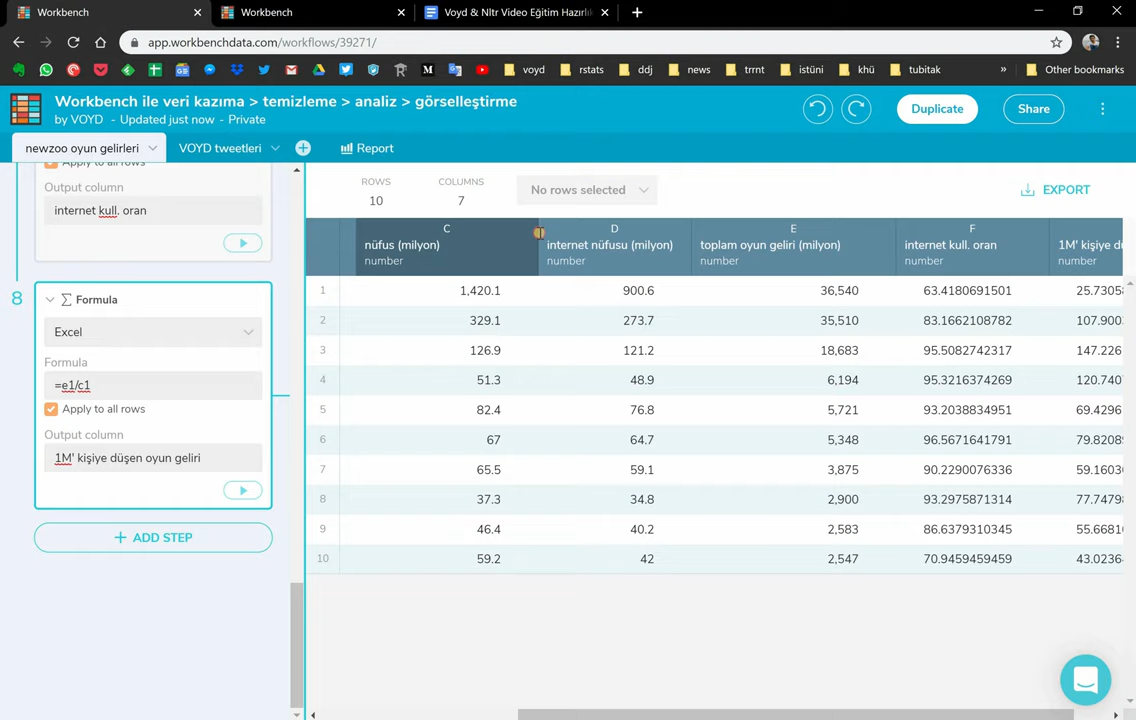 Workbench
Workbench
Voyd & Nltr Video Eğitim Hazırlı
app.workbenchdata.com/workflows/39271/
voyd
rstats
ddj
news
trrnt
istüni
khü
tubitak
»
Other bookmarks
Workbench ile veri kazıma > temizleme > analiz > görselleştirme
by VOYD - Updated just now - Private
Duplicate
Share
newzoo oyun gelirleri
VOYD tweetleri
Report
Apply to all rows
Output column
internet kull. oran
8
Formula
Excel
Formula
=e1/c1
Apply to all rows
Output column
1M' kişiye düşen oyun geliri
+ ADD STEP
ROWS
10
COLUMNS
7
No rows selected
EXPORT
C D E F
nüfus (milyon) internet nüfusu (milyon) toplam oyun geliri (milyon) internet kull. oran 1M' kişiye dü
number number number number number
1 1,420.1 900.6 36,540 63.4180691501 25.7305
2 329.1 273.7 35,510 83.1662108782 107.900
3 126.9 121.2 18,683 95.5082742317 147.226
4 51.3 48.9 6,194 95.3216374269 120.740
5 82.4 76.8 5,721 93.2038834951 69.4296
6 67 64.7 5,348 96.5671641791 79.8208
7 65.5 59.1 3,875 90.2290076336 59.1603
8 37.3 34.8 2,900 93.2975871314 77.7479
9 46.4 40.2 2,583 86.6379310345 55.6681
10 59.2 42 2,547 70.9459459459 43.0236